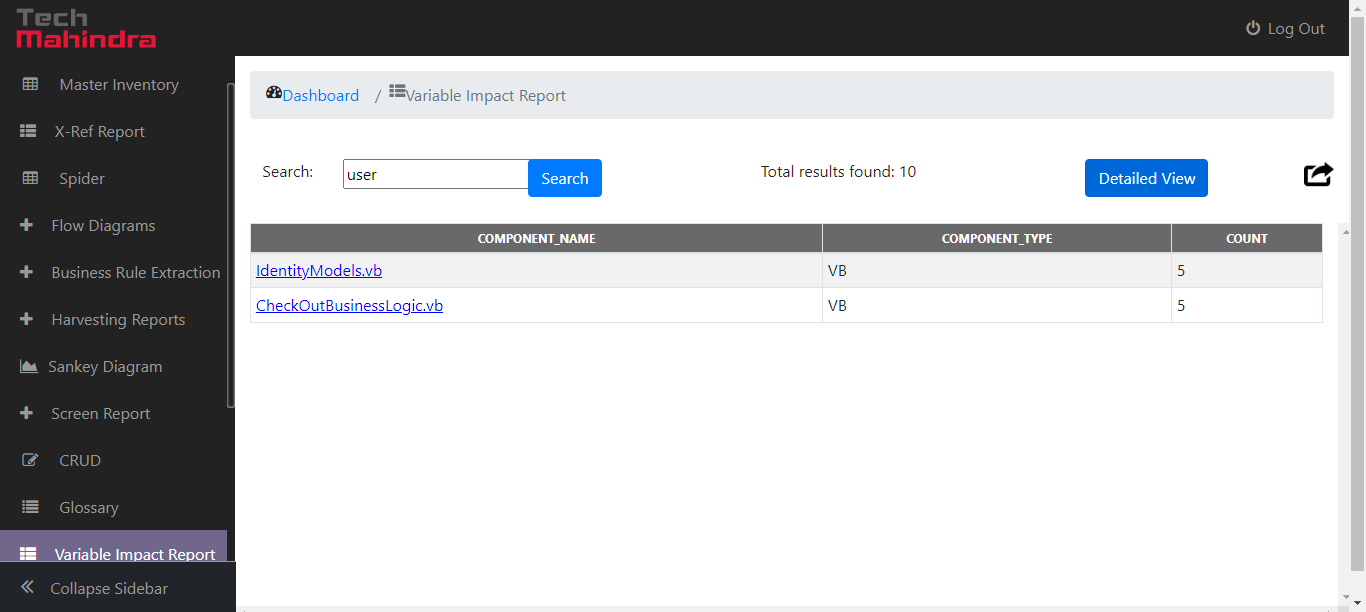 Tech
Mahindra
Log Out
Master Inventory
X-Ref Report
Spider
Flow Diagrams
Business Rule Extraction
Harvesting Reports
Sankey Diagram
Screen Report
CRUD
Glossary
Variable Impact Report
Collapse Sidebar
Dashboard / Variable Impact Report
Search: user Search Total results found: 10 Detailed View
COMPONENT_NAME COMPONENT_TYPE COUNT
IdentityModels.vb VB 5
CheckOutBusinessLogic.vb VB 5